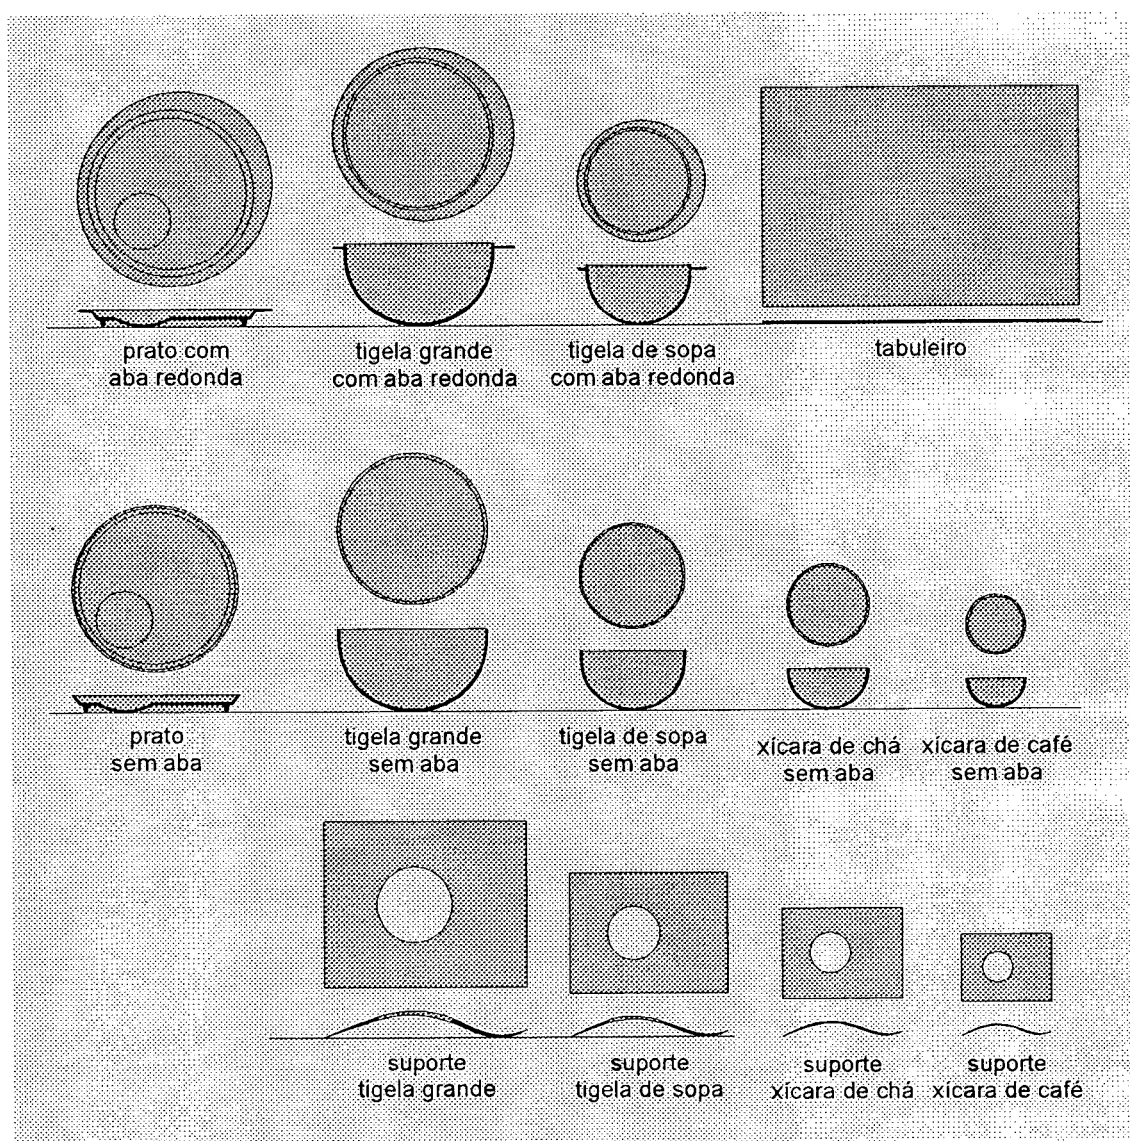 prato com
aba redonda
tigela grande
com aba redonda
tigela de sopa
com aba redonda
tabuleiro
prato
sem aba
tigela grande
sem aba
tigela de sopa
sem aba
xícara de chá
sem aba
xícara de café
sem aba
suporte
tigela grande
suporte
tigela de sopa
suporte
xícara de chá
suporte
xícara de café